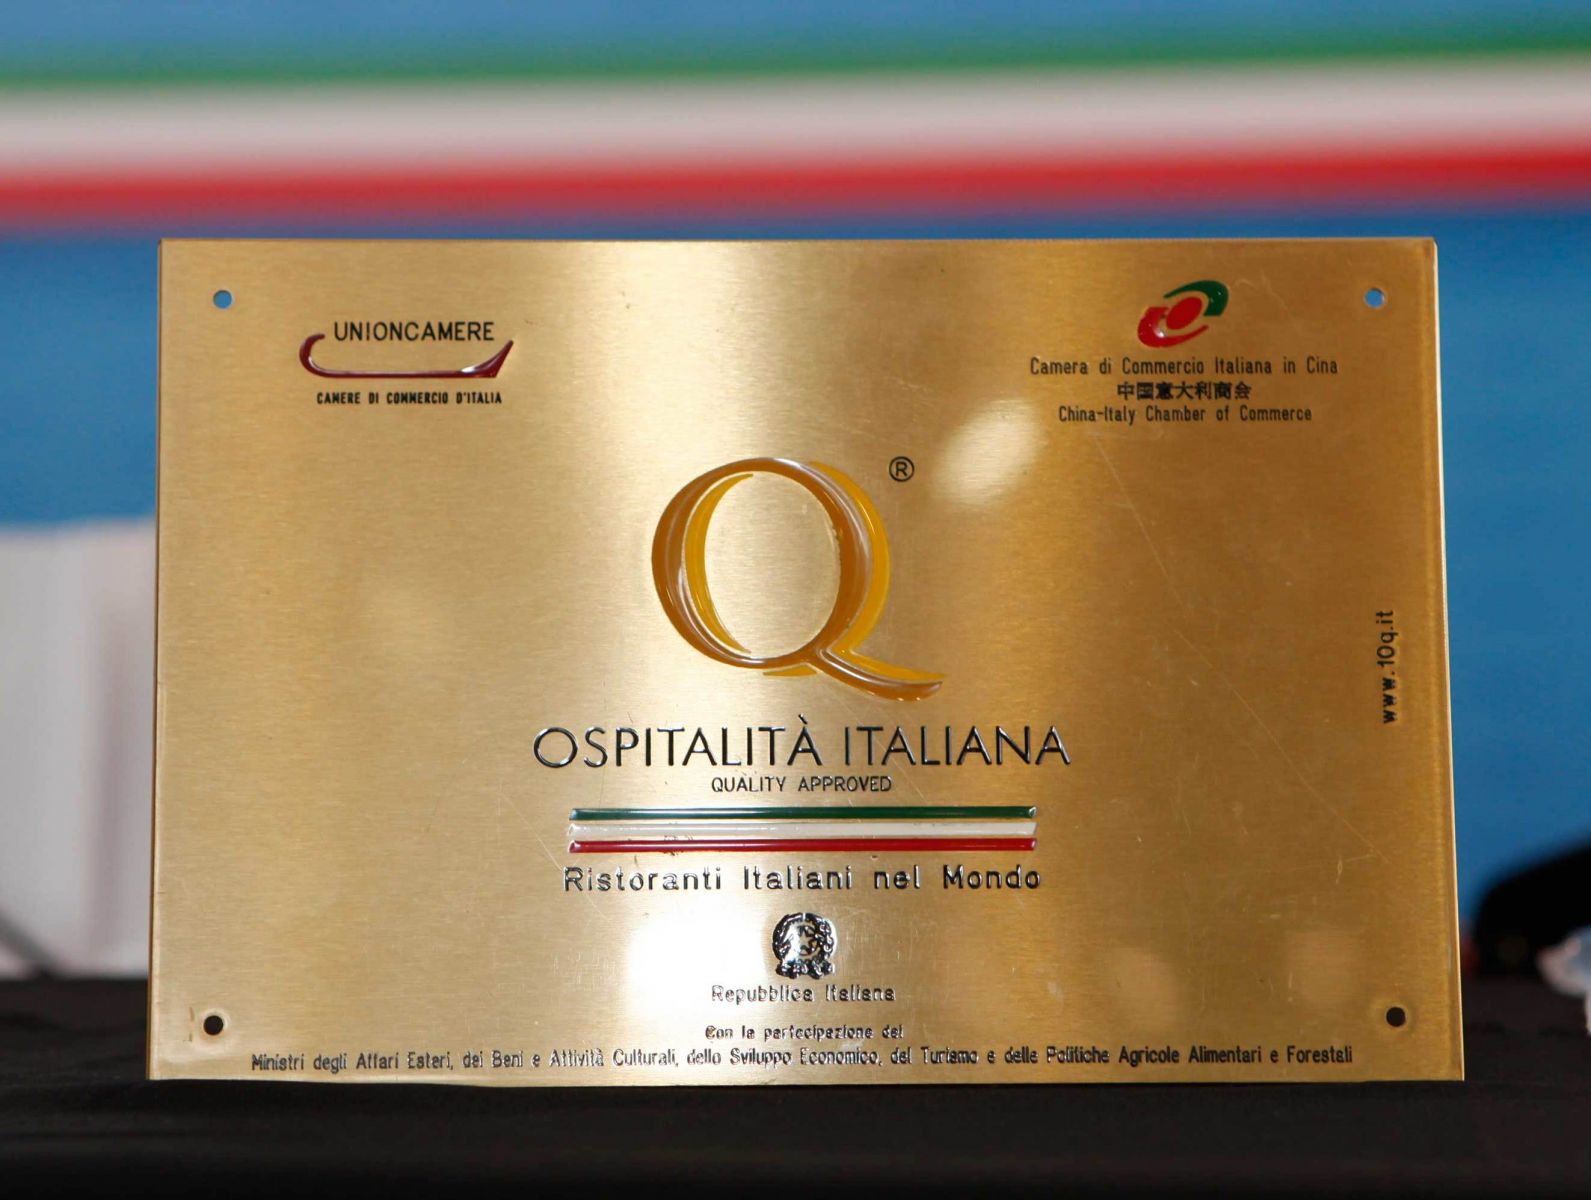 UNIONCAMERE
CAMERE DI COMMERCIO D'ITALIA
Camera di Commercio Italiana in Cina
中国意大利商会
China-Italy Chamber of Commerce
Q®
www.10q.it
OSPITALITÀ ITALIANA
QUALITY APPROVED
Ristoranti Italiani nel Mondo
Repubblica Italiana
Con la partecipazione dei
Ministri degli Affari Esteri, dei Beni e Attività Culturali, dello Sviluppo Economico, del Turismo e delle Politiche Agricole Alimentari e Forestali